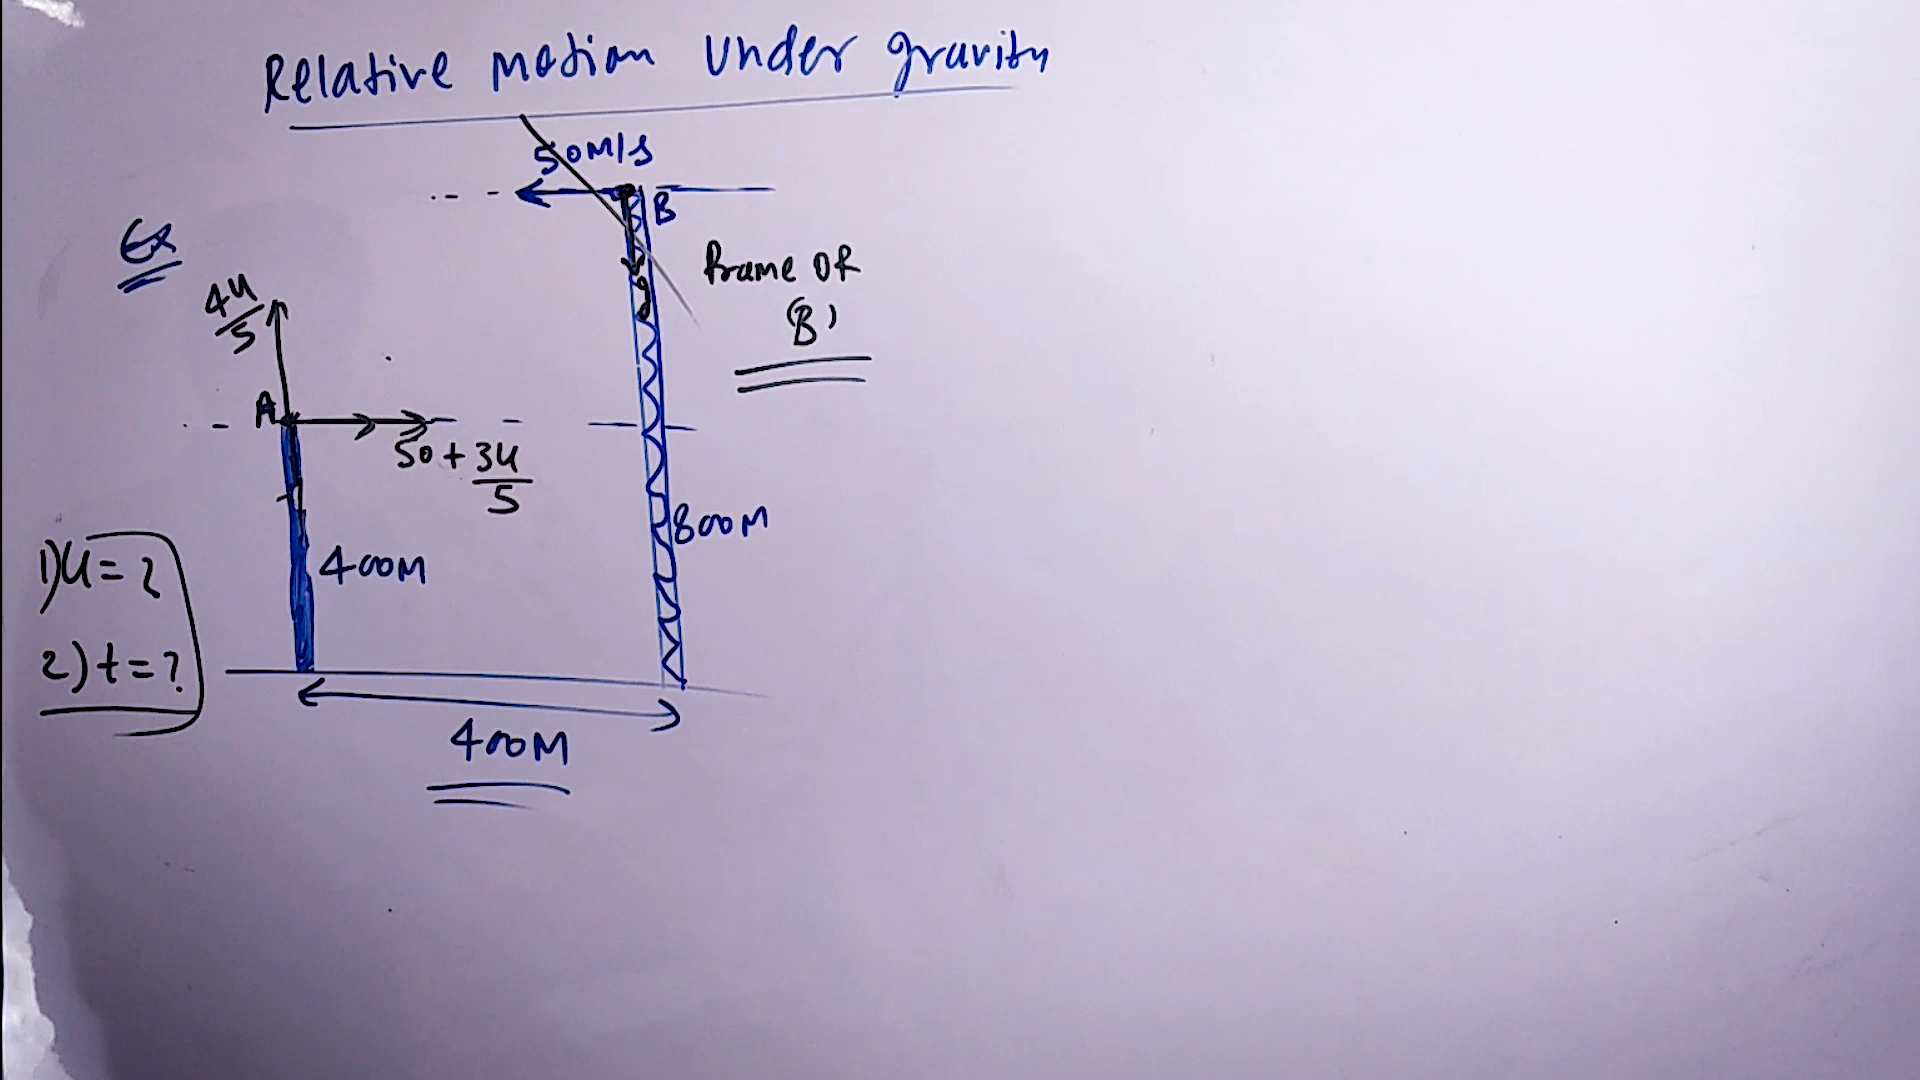 Relative motion under gravity
50M/S
B
Ex
Frame OF
(B)
4u/5
A
50+3u/5
g
800M
400M
1)u=?
2)t=?
400M